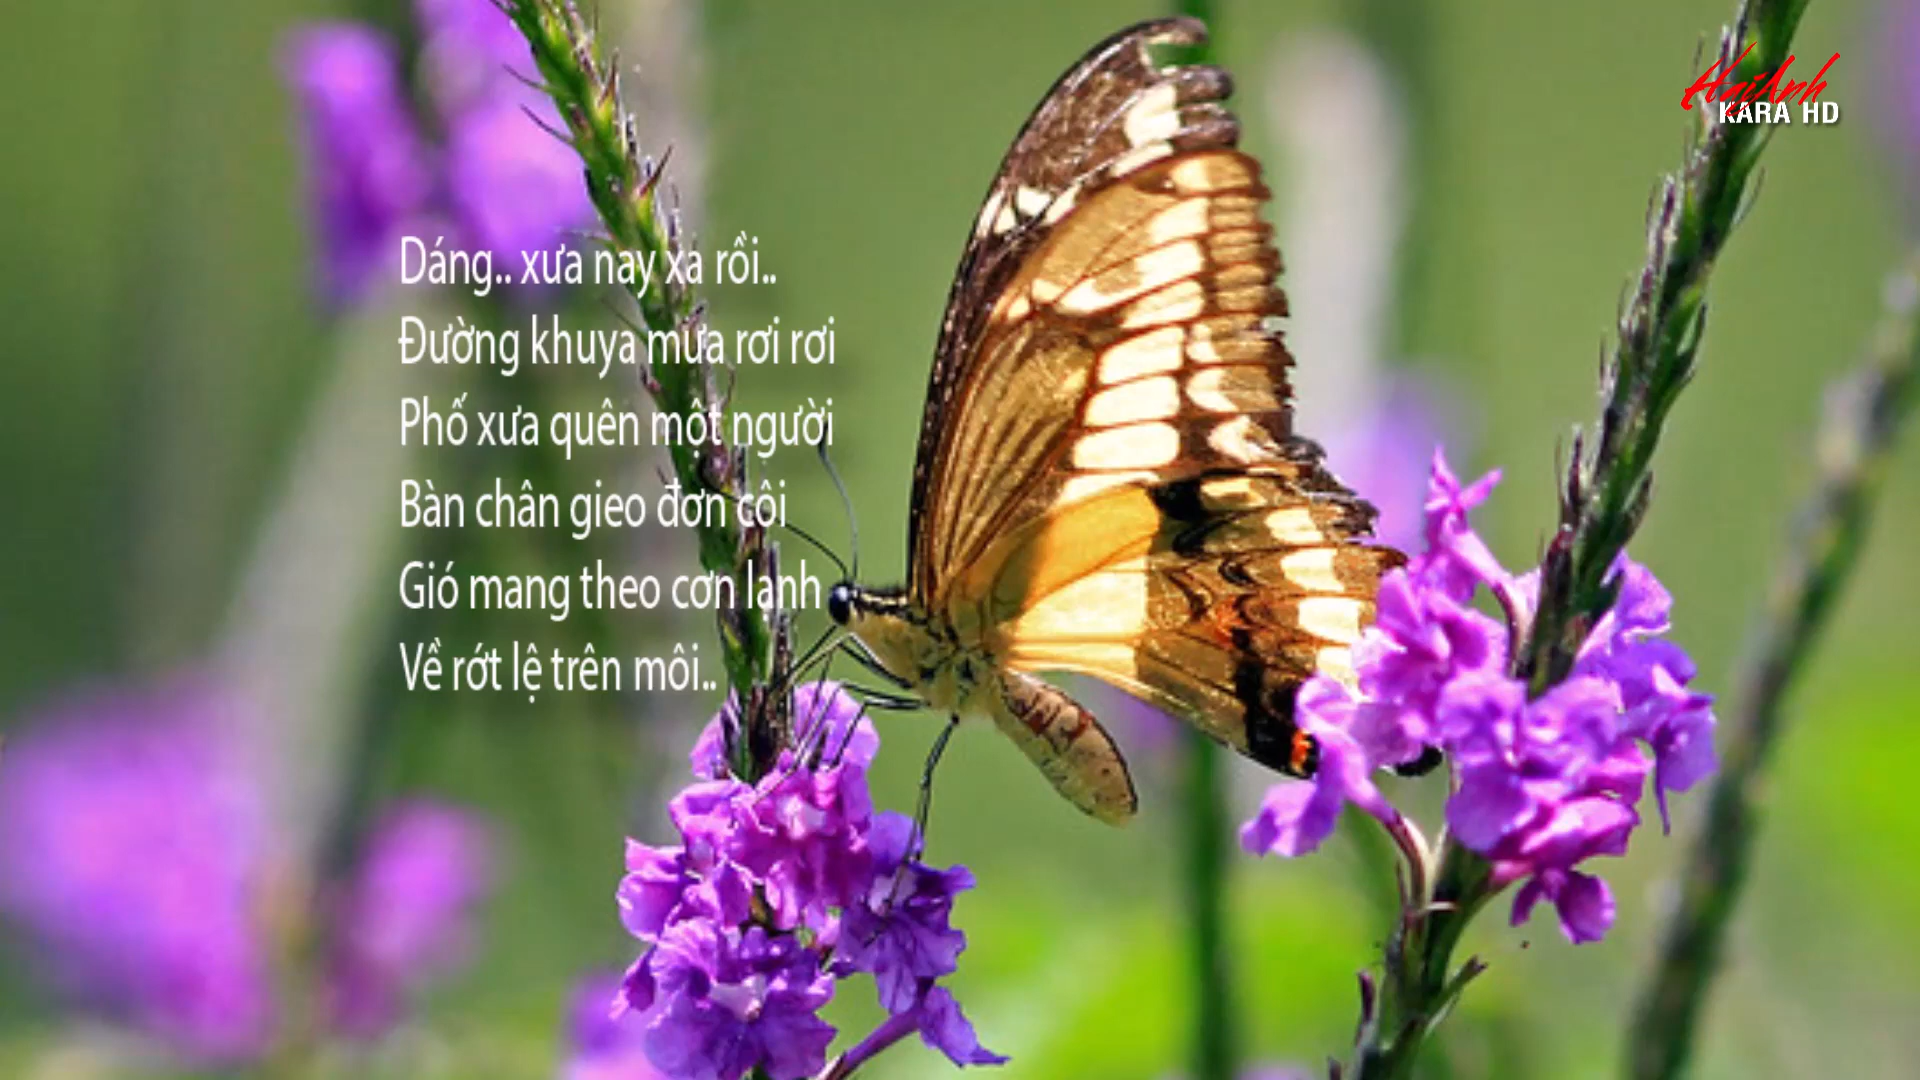 HảiAnh
KARA HD
Dáng.. xưa nay xa rồi..
Đường khuya mưa rơi rơi
Phố xưa quên một người
Bàn chân gieo đơn côi
Gió mang theo cơn lạnh
Về rớt lệ trên môi..